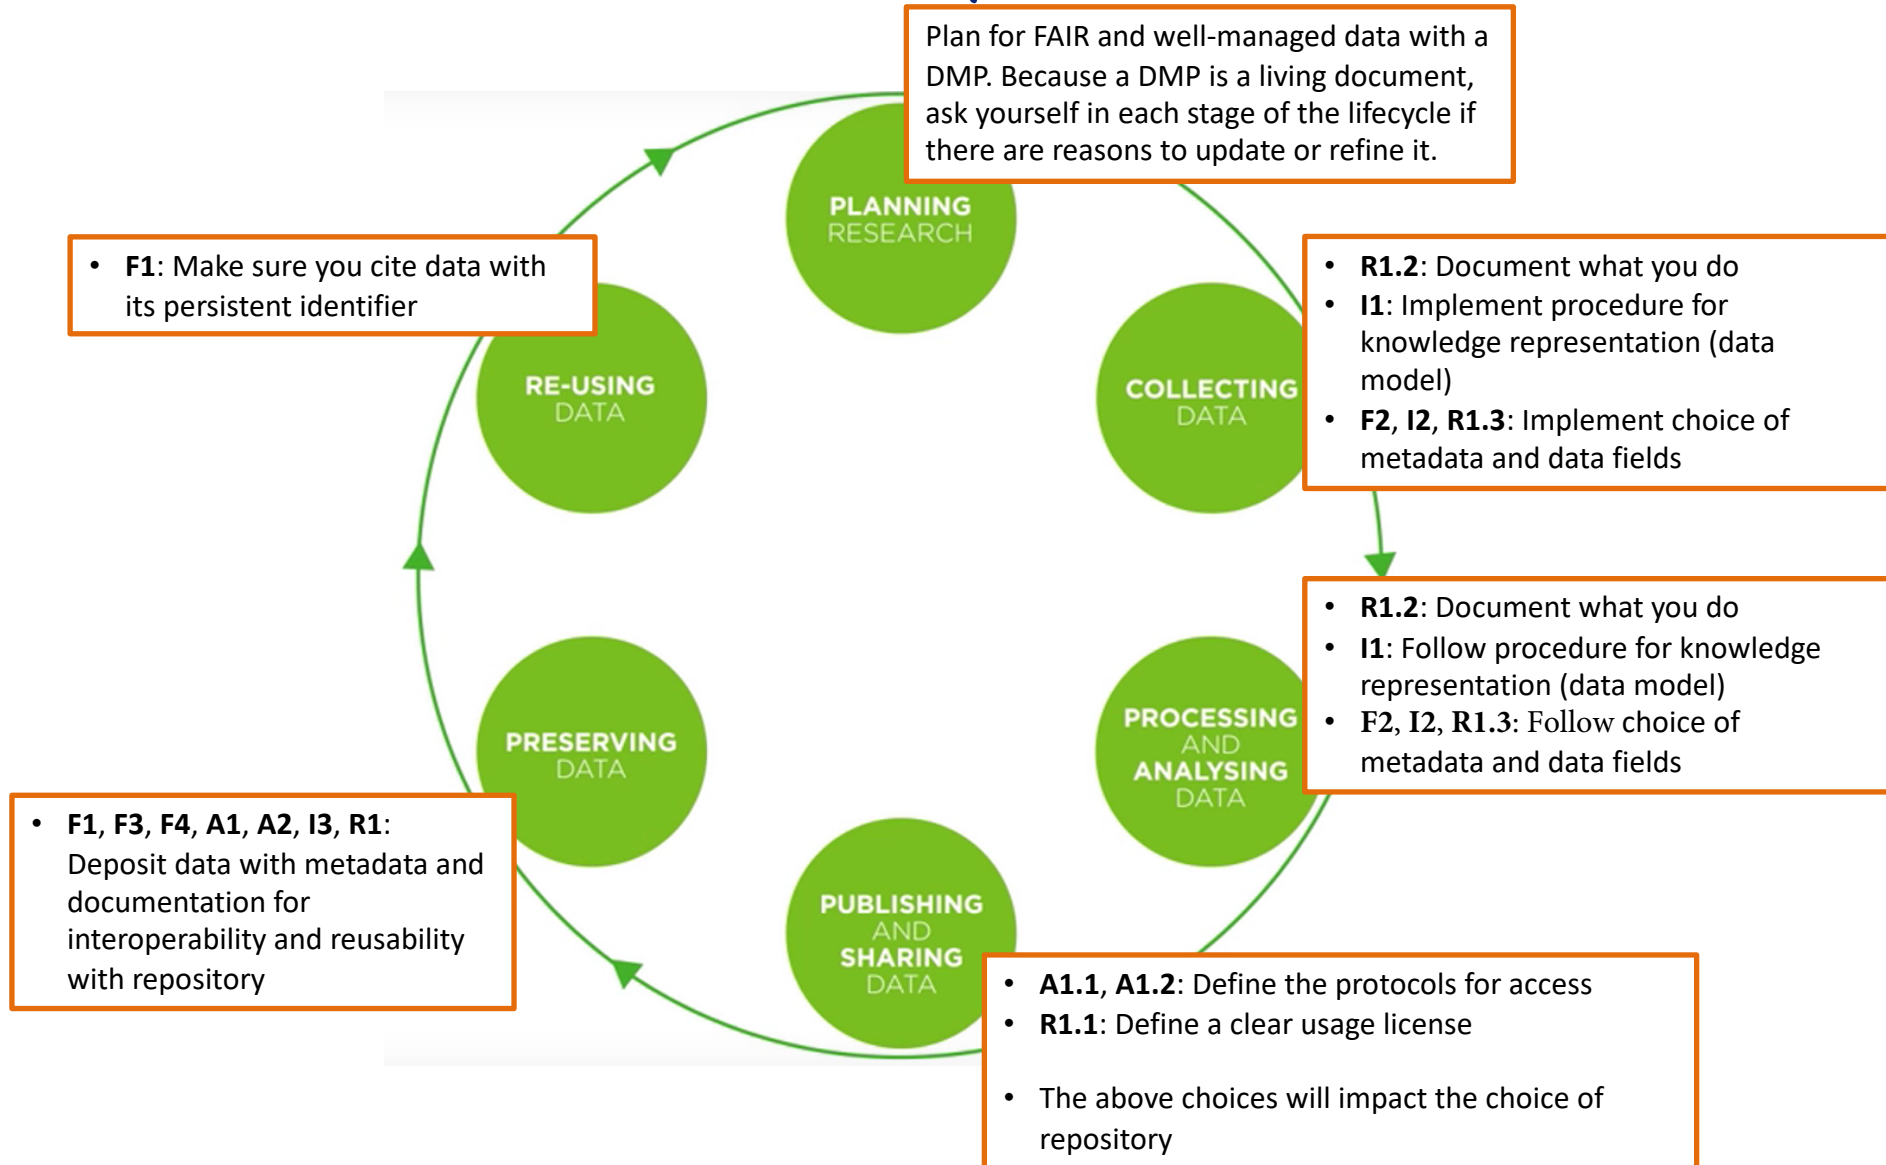 Plan for FAIR and well-managed data with a
DMP. Because a DMP is a living document,
ask yourself in each stage of the lifecycle if
there are reasons to update or refine it.
PLANNING
RESEARCH
• R1.2: Document what you do
• I1: Implement procedure for
knowledge representation (data
model)
• F2, I2, R1.3: Implement choice of
metadata and data fields
COLLECTING
DATA
• R1.2: Document what you do
• I1: Follow procedure for knowledge
representation (data model)
• F2, I2, R1.3: Follow choice of
metadata and data fields
PROCESSING
AND
ANALYSING
DATA
PUBLISHING
AND
SHARING
DATA
• A1.1, A1.2: Define the protocols for access
• R1.1: Define a clear usage license
• The above choices will impact the choice of
repository
PRESERVING
DATA
• F1, F3, F4, A1, A2, I3, R1:
Deposit data with metadata and
documentation for
interoperability and reusability
with repository
• F1: Make sure you cite data with
its persistent identifier
RE-USING
DATA